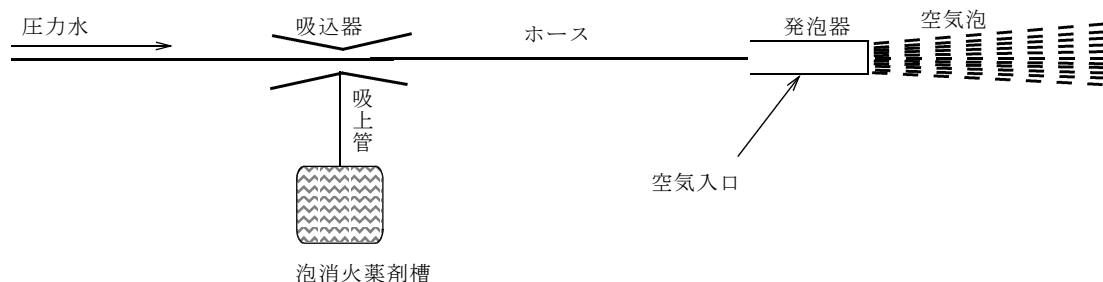 圧力水
吸込器
ホース
発泡器
空気泡
吸上管
空気入口
泡消火薬剤槽